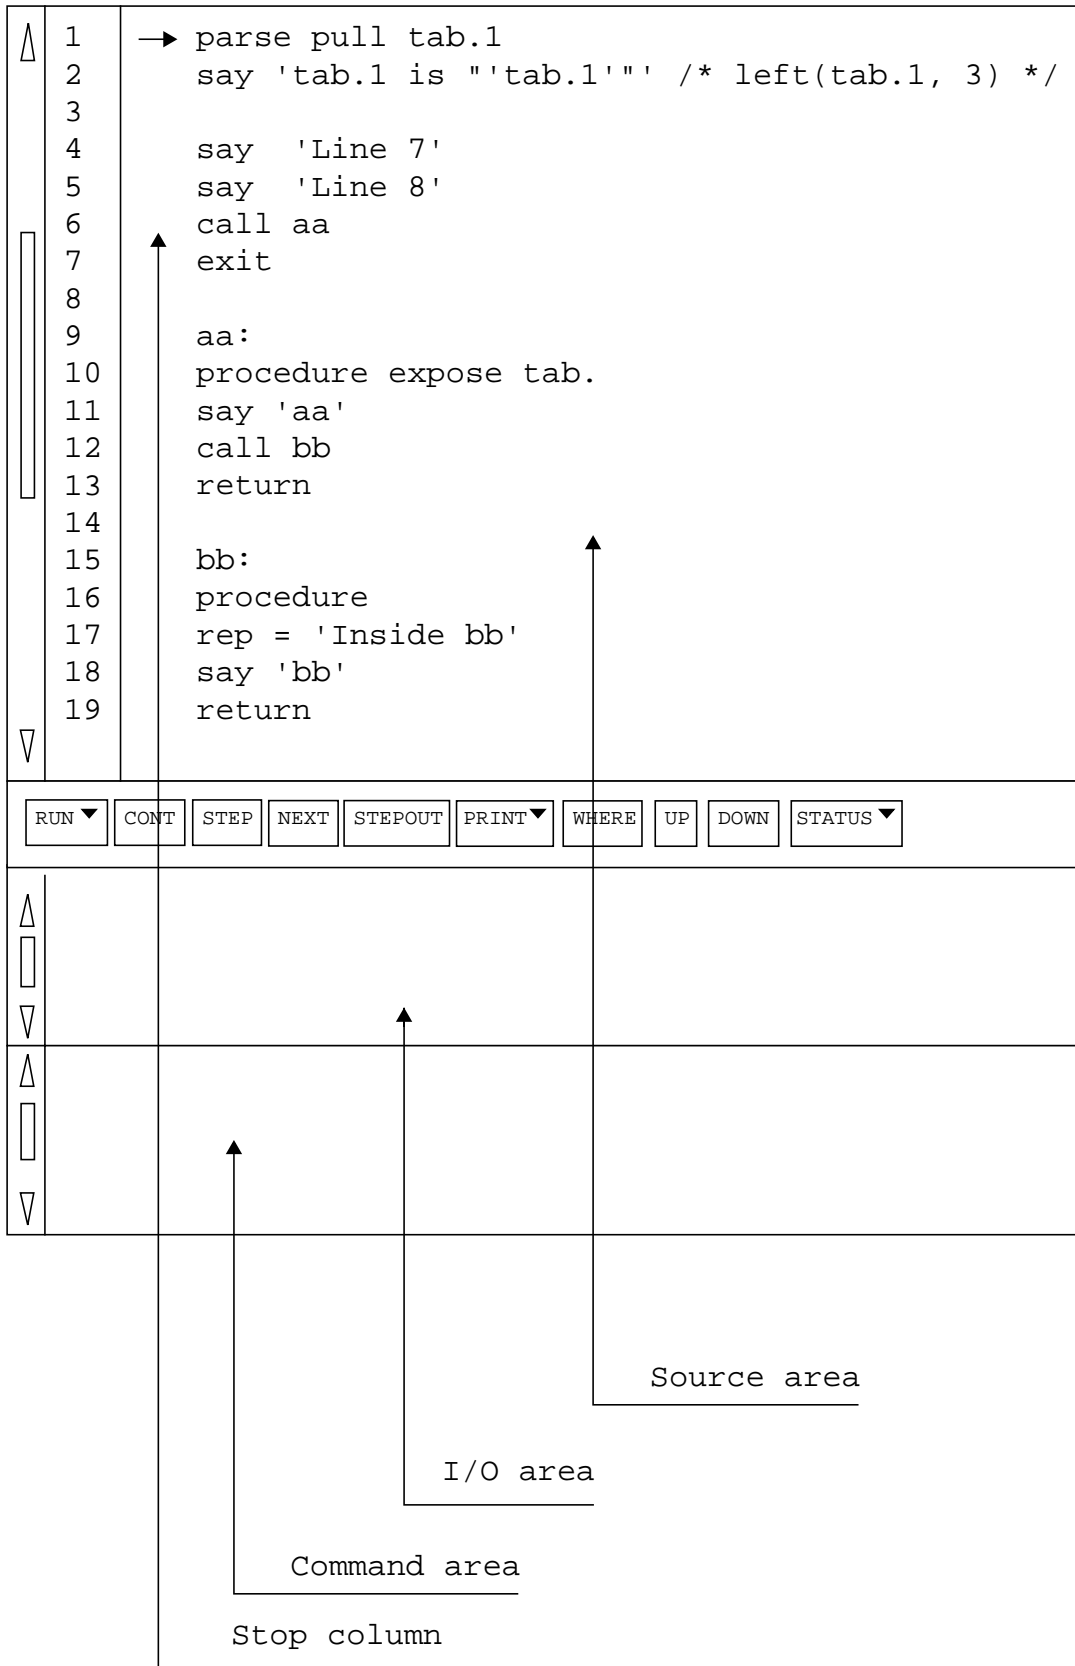 1 parse pull tab.1
2 say 'tab.1 is "'tab.1'"' /* left(tab.1, 3) */
3
4 say  'Line 7'
5 say  'Line 8'
6 call aa
7 exit
8
9 aa:
10 procedure expose tab.
11 say 'aa'
12 call bb
13 return
14
15 bb:
16 procedure
17 rep = 'Inside bb'
18 say 'bb'
19 return
RUN CONT STEP NEXT STEPOUT PRINT WHERE UP DOWN STATUS
Source area
I/O area
Command area
Stop column